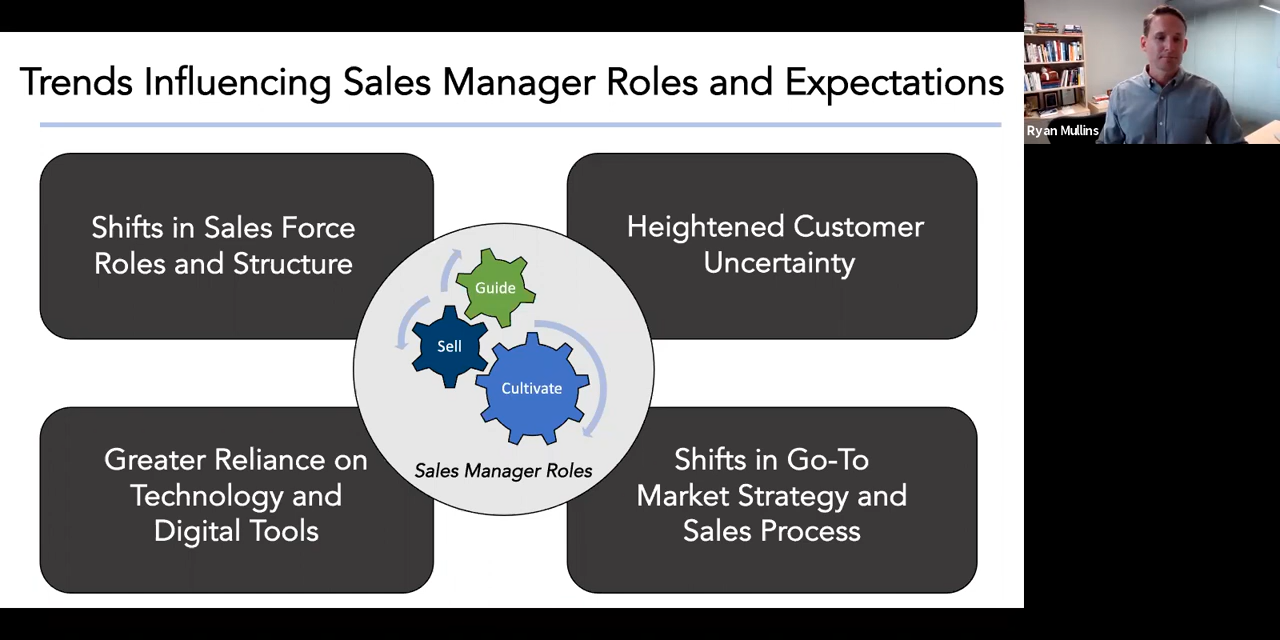 Trends Influencing Sales Manager Roles and Expectations
Ryan Mullins
Shifts in Sales Force
Roles and Structure
Heightened Customer
Uncertainty
Guide
Sell
Cultivate
Sales Manager Roles
Greater Reliance on
Technology and
Digital Tools
Shifts in Go-To
Market Strategy and
Sales Process